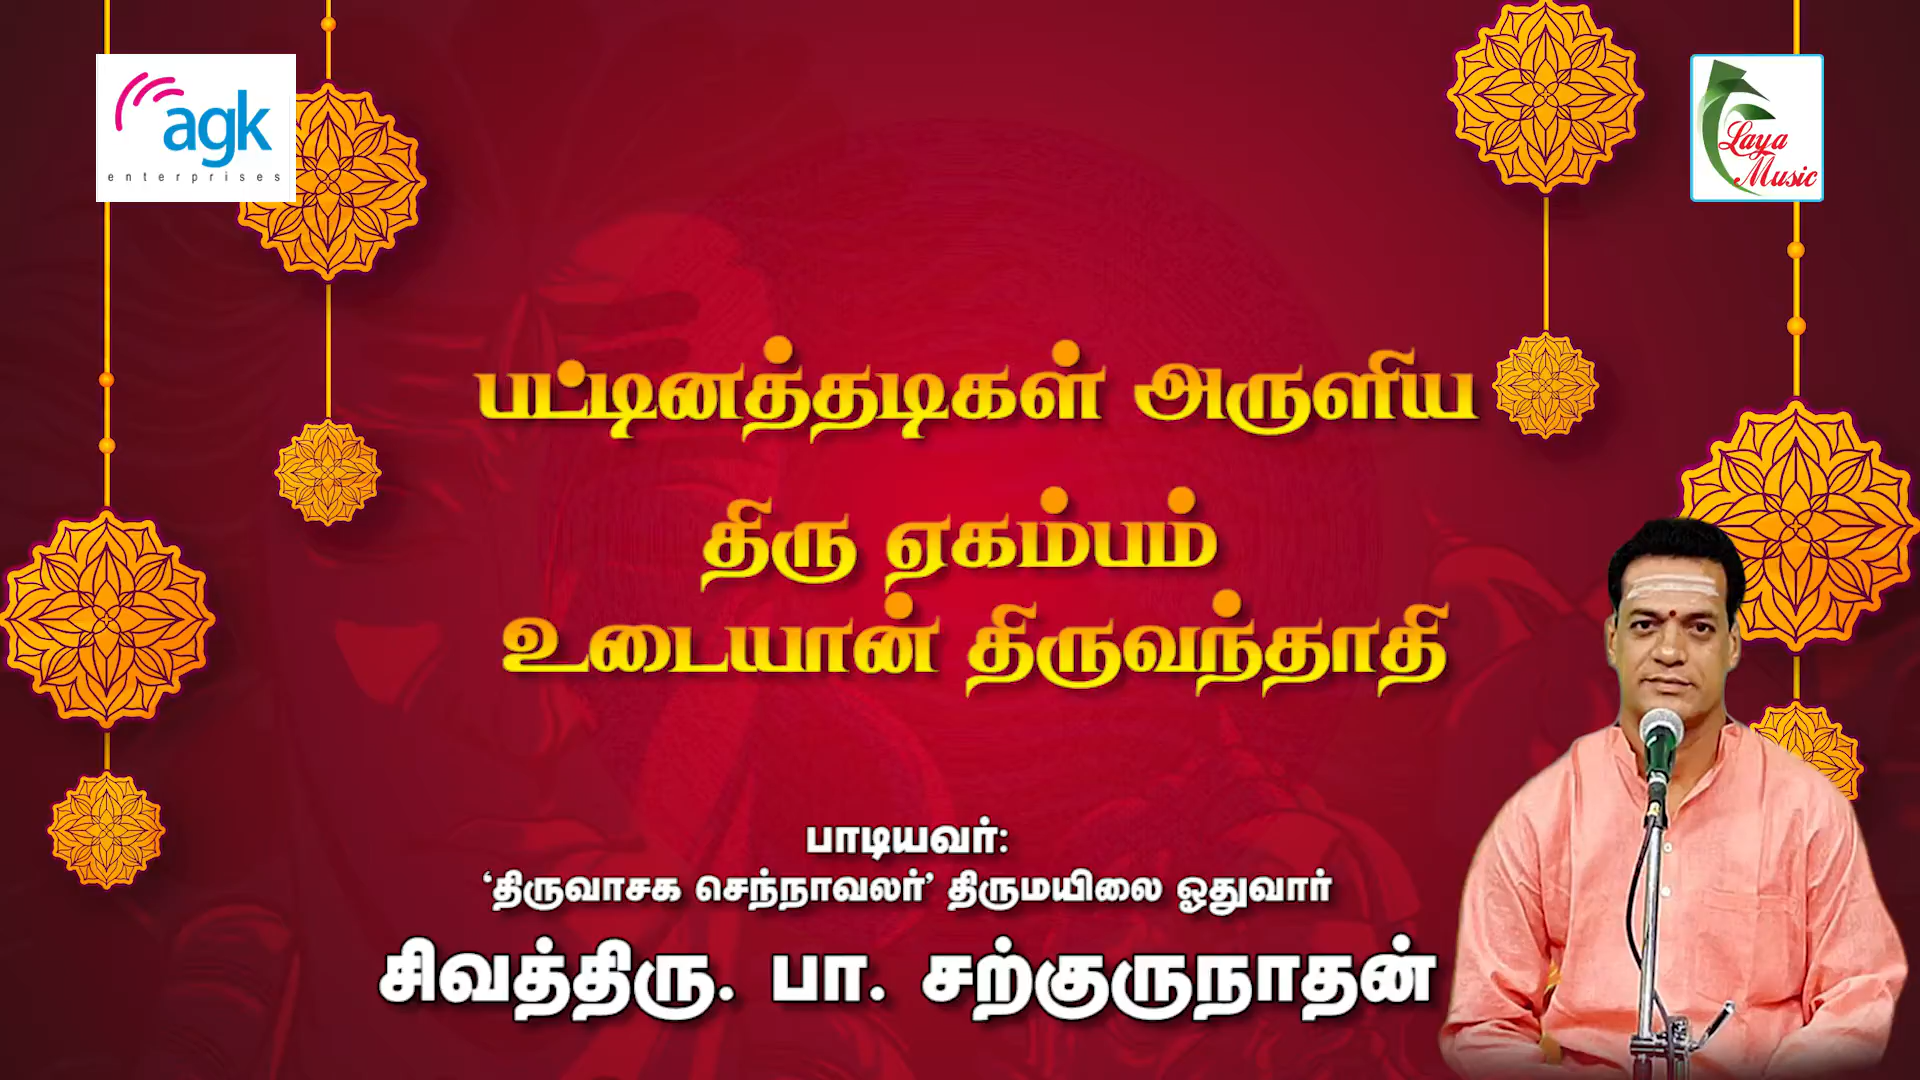 agk
enterprises
Laya
Music
பட்டினத்தடிகள் அருளிய
திரு ஏகம்பம்
உடையான் திருவந்தாதி
பாடியவர்:
‘திருவாசக செந்நாவலர்’ திருமயிலை ஓதுவார்
சிவத்திரு. பா. சற்குருநாதன்